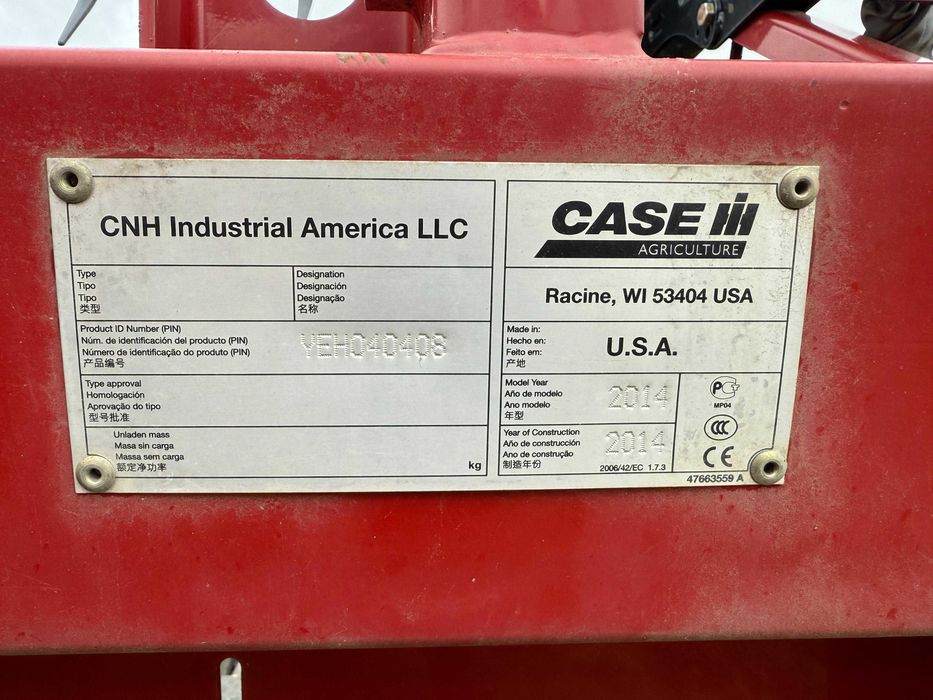 CNH Industrial America LLC
Type
Tipo
Tipo
类型
Designation
Designación
Designação
名称
Product ID Number (PIN)
Núm. de identificación del producto (PIN)
Número de identificação do produto (PIN)
产品编号
YEH040408
Type approval
Homologación
Aprovação do tipo
型号批准
Unladen mass
Masa sin carga
Massa sem carga
额定净功率
kg
CASE IH
AGRICULTURE
Racine, WI 53404 USA
Made in:
Hecho en:
Feito em:
产地
U.S.A.
Model Year
Año de modelo
Ano modelo
年型
2014
Year of Construction
Año de construcción
Ano de construção
制造年份
2014
2006/42/EC 1.7.3
PCT
MP04
CCC
CE
47663559 A